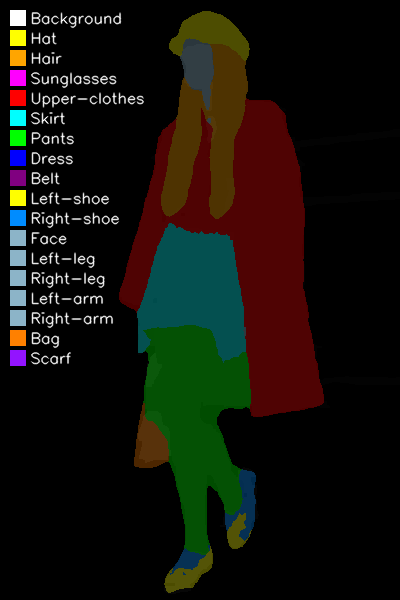 Background
Hat
Hair
Sunglasses
Upper-clothes
Skirt
Pants
Dress
Belt
Left-shoe
Right-shoe
Face
Left-leg
Right-leg
Left-arm
Right-arm
Bag
Scarf